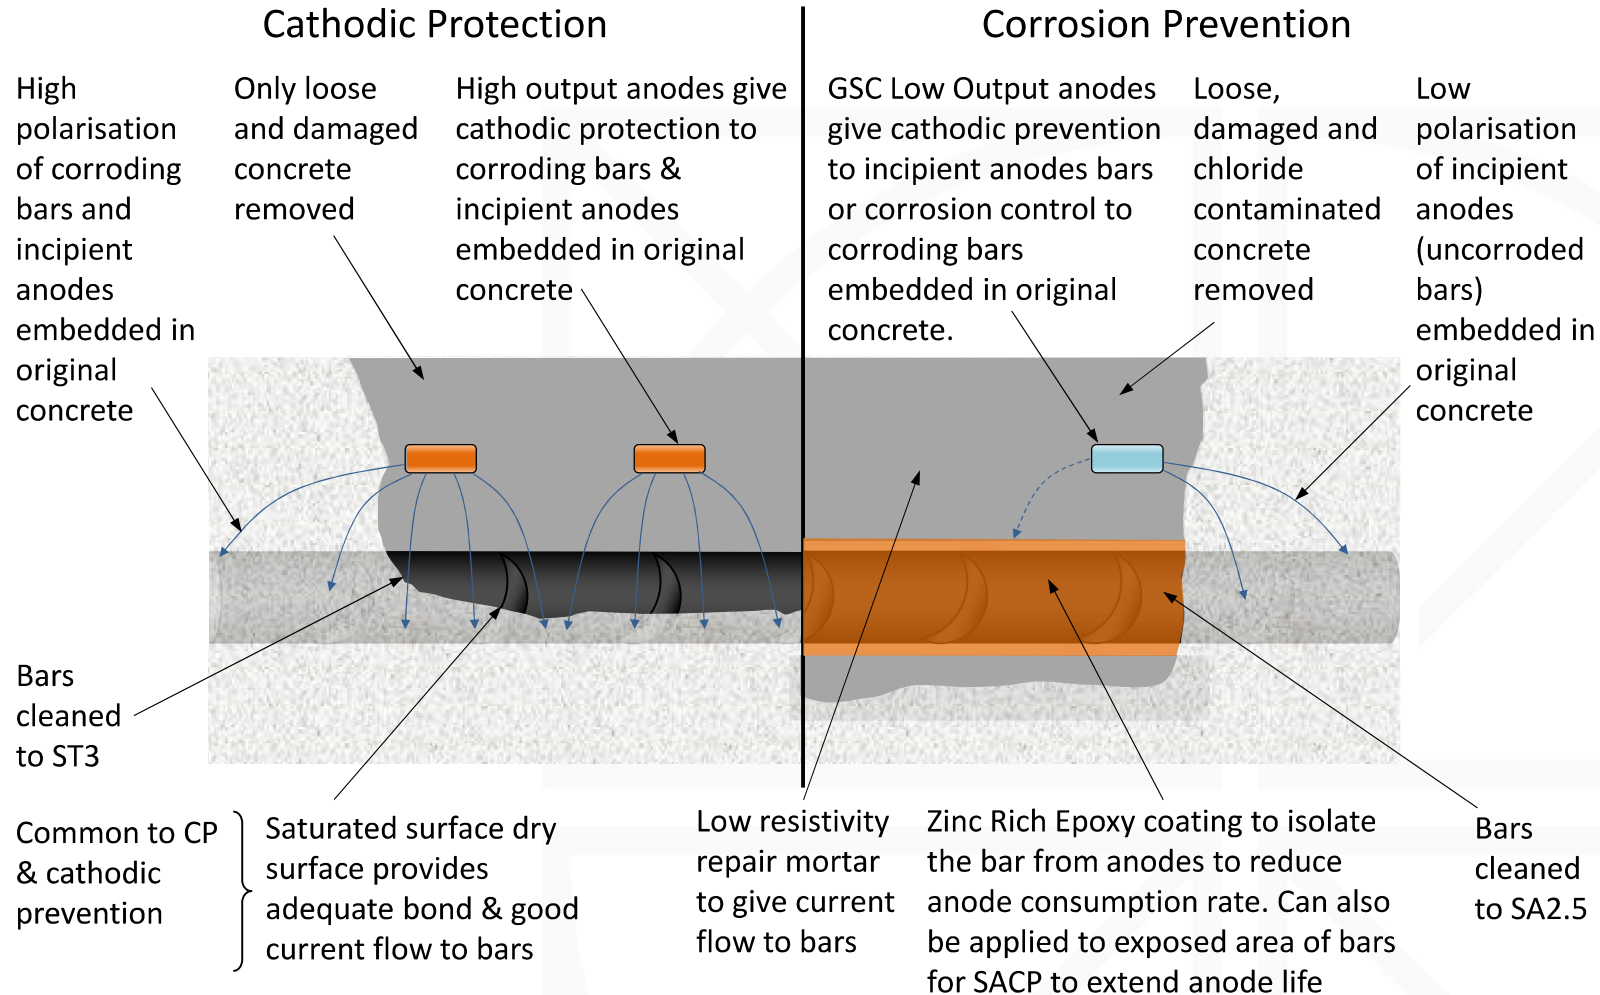 Cathodic Protection
Corrosion Prevention
High
polarisation
of corroding
bars and
incipient
anodes
embedded in
original
concrete
Only loose
and damaged
concrete
removed
High output anodes give
cathodic protection to
corroding bars &
incipient anodes
embedded in original
concrete
GSC Low Output anodes
give cathodic prevention
to incipient anodes bars
or corrosion control to
corroding bars
embedded in original
concrete.
Loose,
damaged and
chloride
contaminated
concrete
removed
Low
polarisation
of incipient
anodes
(uncorroded
bars)
embedded in
original
concrete
Bars
cleaned
to ST3
Common to CP
& cathodic
prevention
Saturated surface dry
surface provides
adequate bond & good
current flow to bars
Low resistivity
repair mortar
to give current
flow to bars
Zinc Rich Epoxy coating to isolate
the bar from anodes to reduce
anode consumption rate. Can also
be applied to exposed area of bars
for SACP to extend anode life
Bars
cleaned
to SA2.5